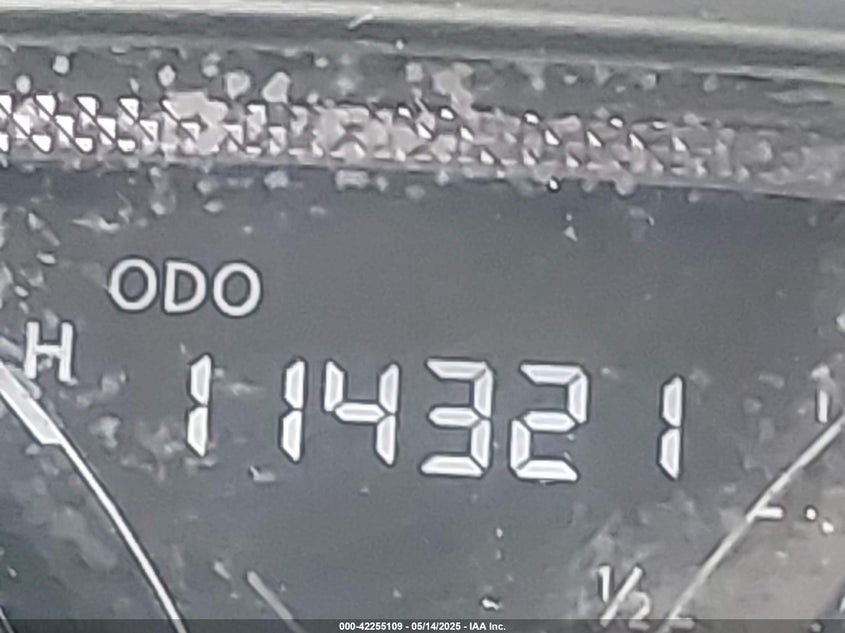 ODO
H
114321
1/2
000-42255109 - 05/14/2025 - IAA Inc.